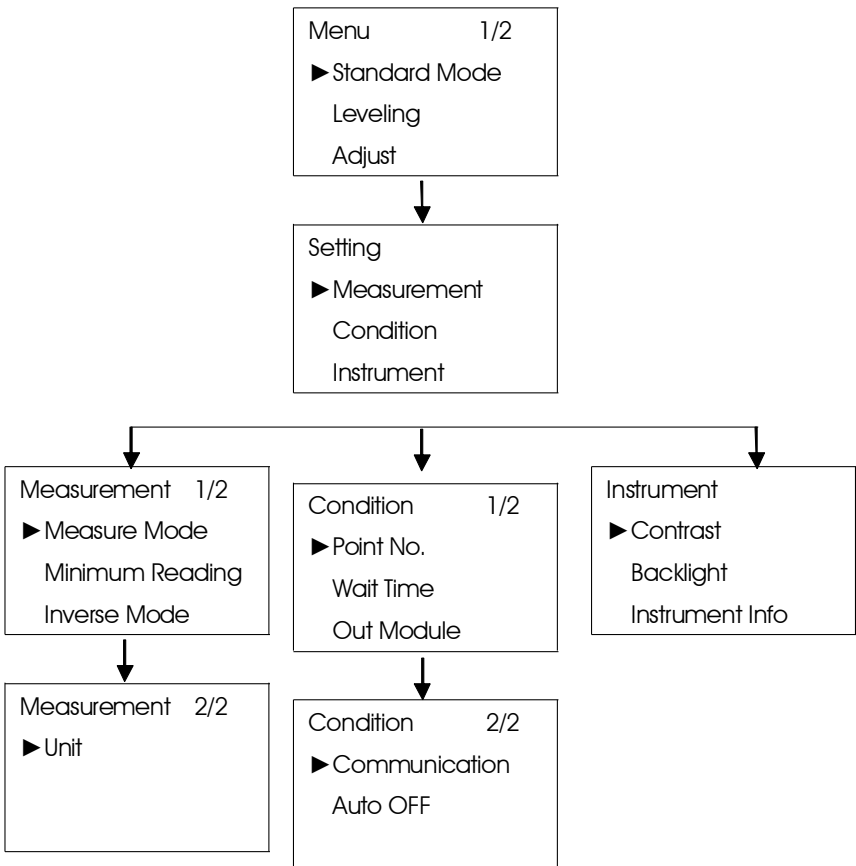 Menu 1/2
►Standard Mode
Leveling
Adjust
Setting
►Measurement
Condition
Instrument
Measurement 1/2
►Measure Mode
Minimum Reading
Inverse Mode
Condition 1/2
►Point No.
Wait Time
Out Module
Instrument
►Contrast
Backlight
Instrument Info
Measurement 2/2
►Unit
Condition 2/2
►Communication
Auto OFF